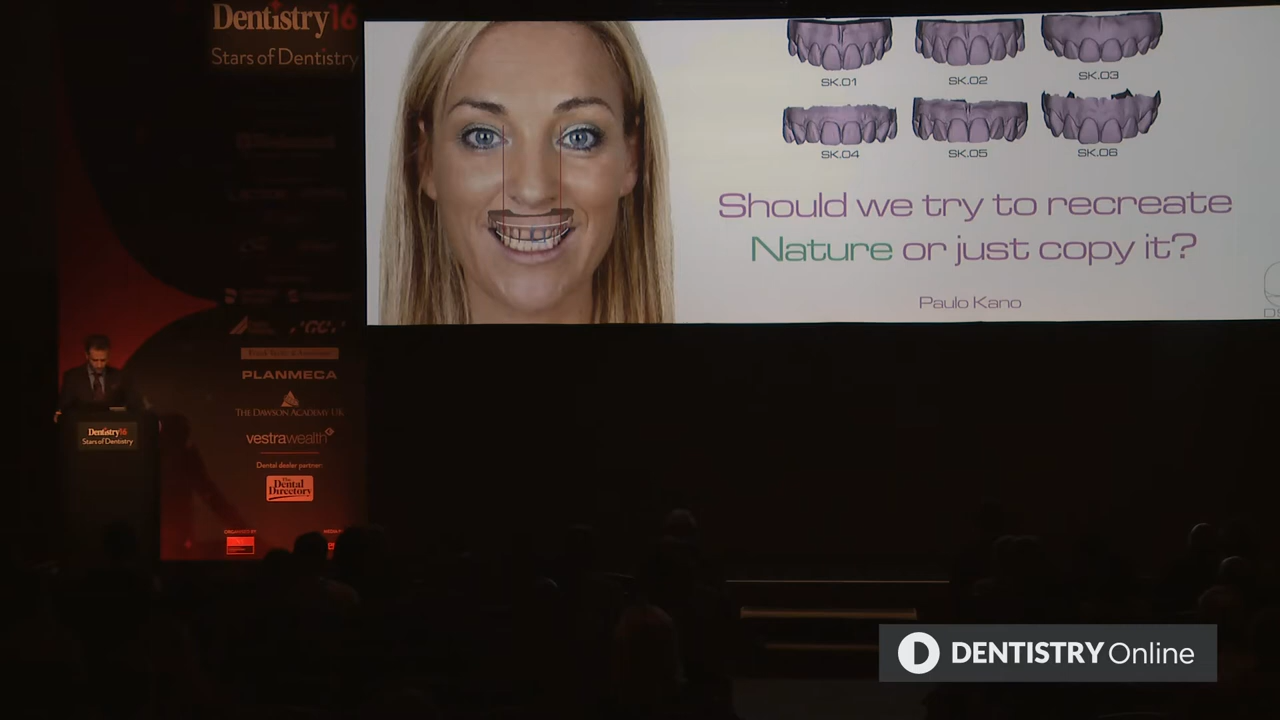 Dentistry16
Stars of Dentistry
SK.01
SK.02
SK.03
SK.04
SK.05
SK.06
Should we try to recreate
Nature or just copy it?
Paulo Kano
GC
PLANMECA
THE DAWSON ACADEMY UK
vestrawealth
Dental dealer partner:
The
Dental
Directory
Dentistry16
Stars of Dentistry
DENTISTRY Online